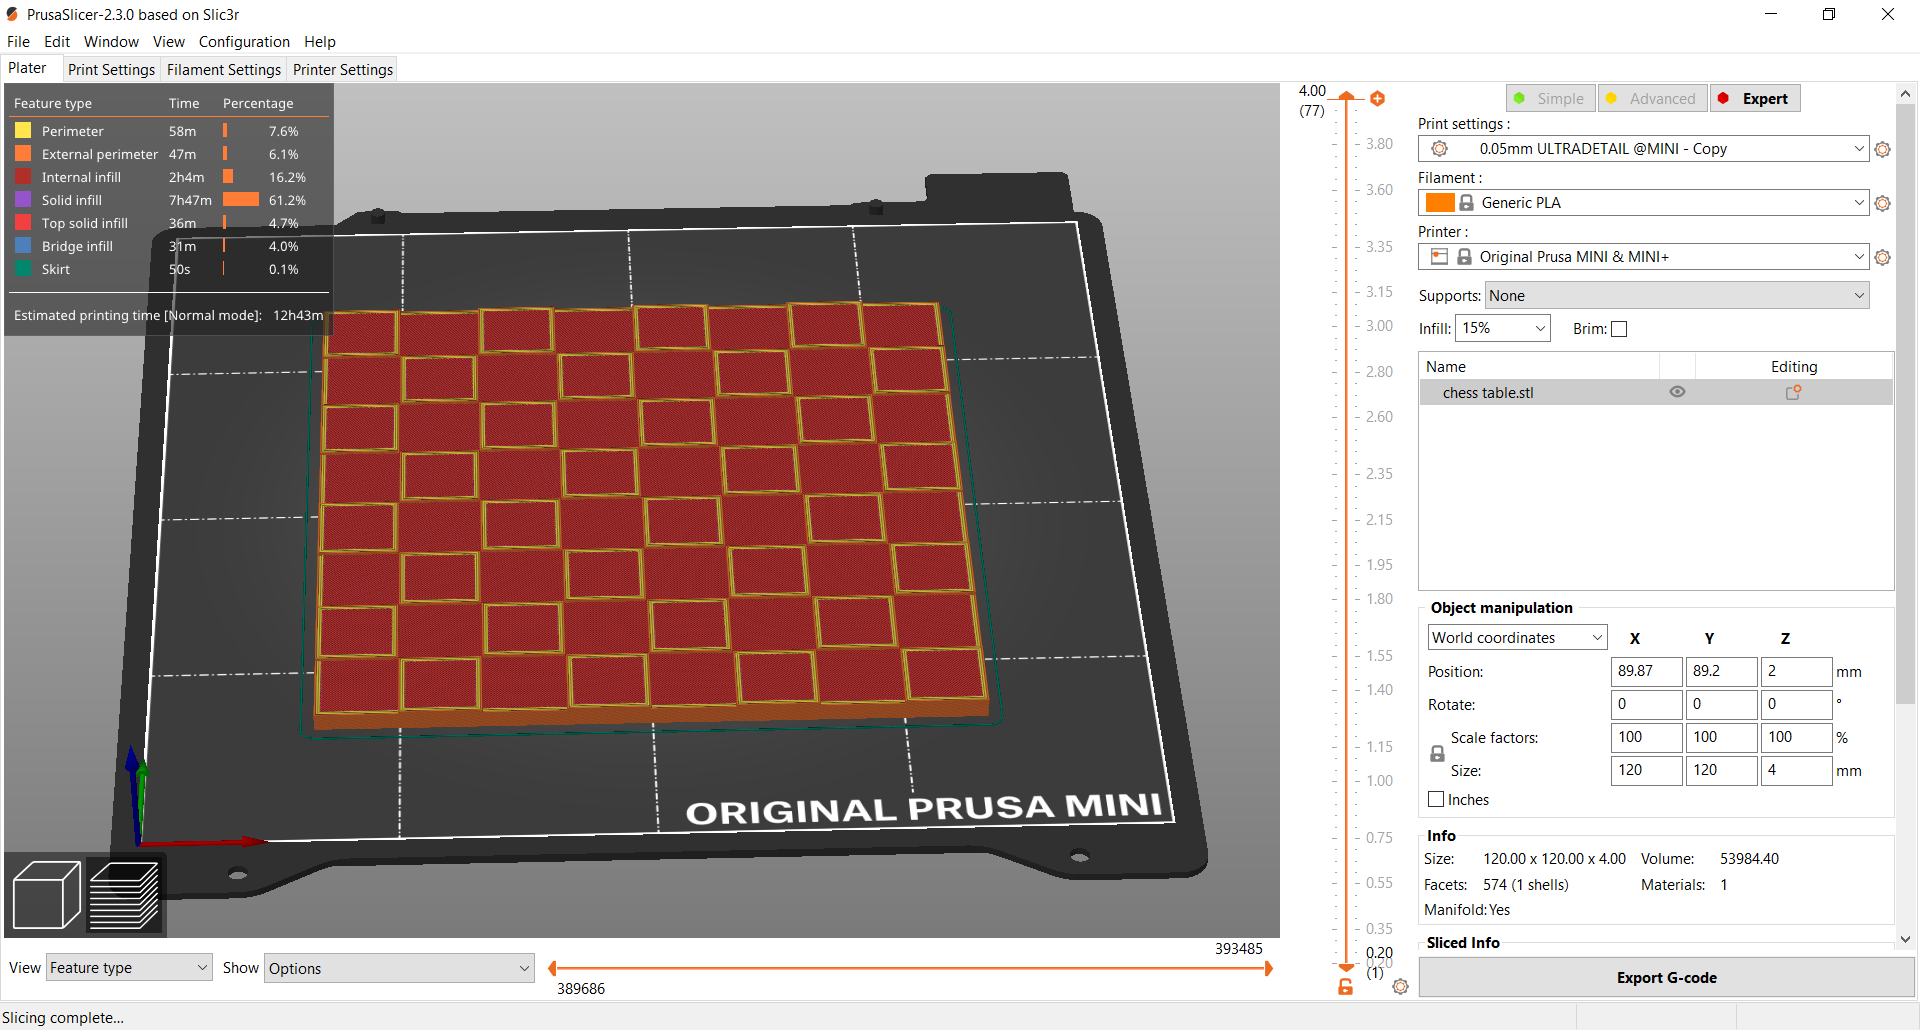 PrusaSlicer-2.3.0 based on Slic3r
File Edit Window View Configuration Help
Plater Print Settings Filament Settings Printer Settings
Feature type Time Percentage
Perimeter 58m 7.6%
External perimeter 47m 6.1%
Internal infill 2h4m 16.2%
Solid infill 7h47m 61.2%
Top solid infill 36m 4.7%
Bridge infill 31m 4.0%
Skirt 50s 0.1%
Estimated printing time [Normal mode]: 12h43m
ORIGINAL PRUSA MINI
4.00
(77)
3.80
3.60
3.35
3.15
3.00
2.80
2.60
2.35
2.15
1.95
1.80
1.55
1.40
1.15
1.00
0.75
0.55
0.35
0.20
0.20
(1)
Simple Advanced Expert
Print settings :
0.05mm ULTRADETAIL @MINI - Copy
Filament :
Generic PLA
Printer :
Original Prusa MINI & MINI+
Supports: None
Infill: 15% Brim:
Name Editing
chess table.stl
Object manipulation
World coordinates X Y Z
Position: 89.87 89.2 2 mm
Rotate: 0 0 0 °
Scale factors: 100 100 100 %
Size: 120 120 4 mm
Inches
Info
Size: 120.00 x 120.00 x 4.00 Volume: 53984.40
Facets: 574 (1 shells) Materials: 1
Manifold: Yes
Sliced Info
Export G-code
View Feature type Show Options
393485
389686
Slicing complete...